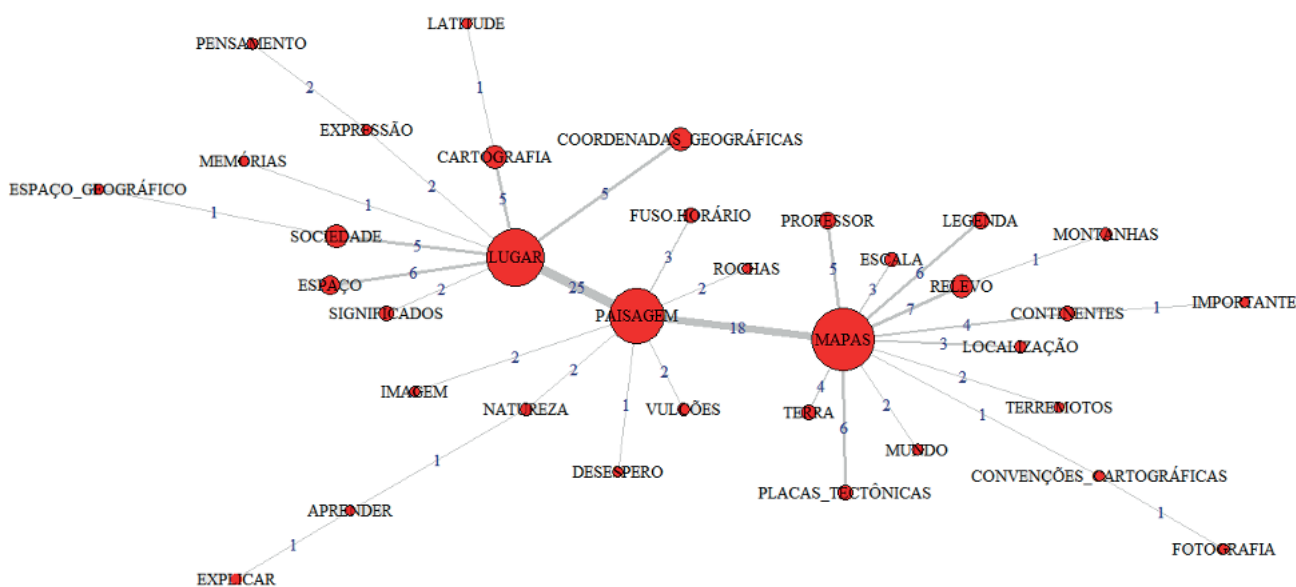 LATITUDE
PENSAMENTO
1
2
EXPRESSÃO
COORDENADAS_GEOGRÁFICAS
CARTOGRAFIA
MEMÓRIAS
ESPAÇO_GEOGRÁFICO
2
5
5
1
1
FUSO.HORÁRIO
PROFESSOR
LEGENDA
MONTANHAS
SOCIEDADE
5
LUGAR
3
ESCALA
1
ROCHAS
5
6
6
2
3
RELEVO
ESPAÇO
2
25
7
IMPORTANTE
SIGNIFICADOS
PAISAGEM
4
CONTINENTES
1
18
MAPAS
3
LOCALIZAÇÃO
2
2
2
2
4
2
1
IMAGEM
NATUREZA
VULCÕES
TERRA
TERREMOTOS
1
6
MUNDO
1
DESESPERO
CONVENÇÕES_CARTOGRÁFICAS
PLACAS_TECTÔNICAS
APRENDER
1
1
FOTOGRAFIA
EXPLICAR